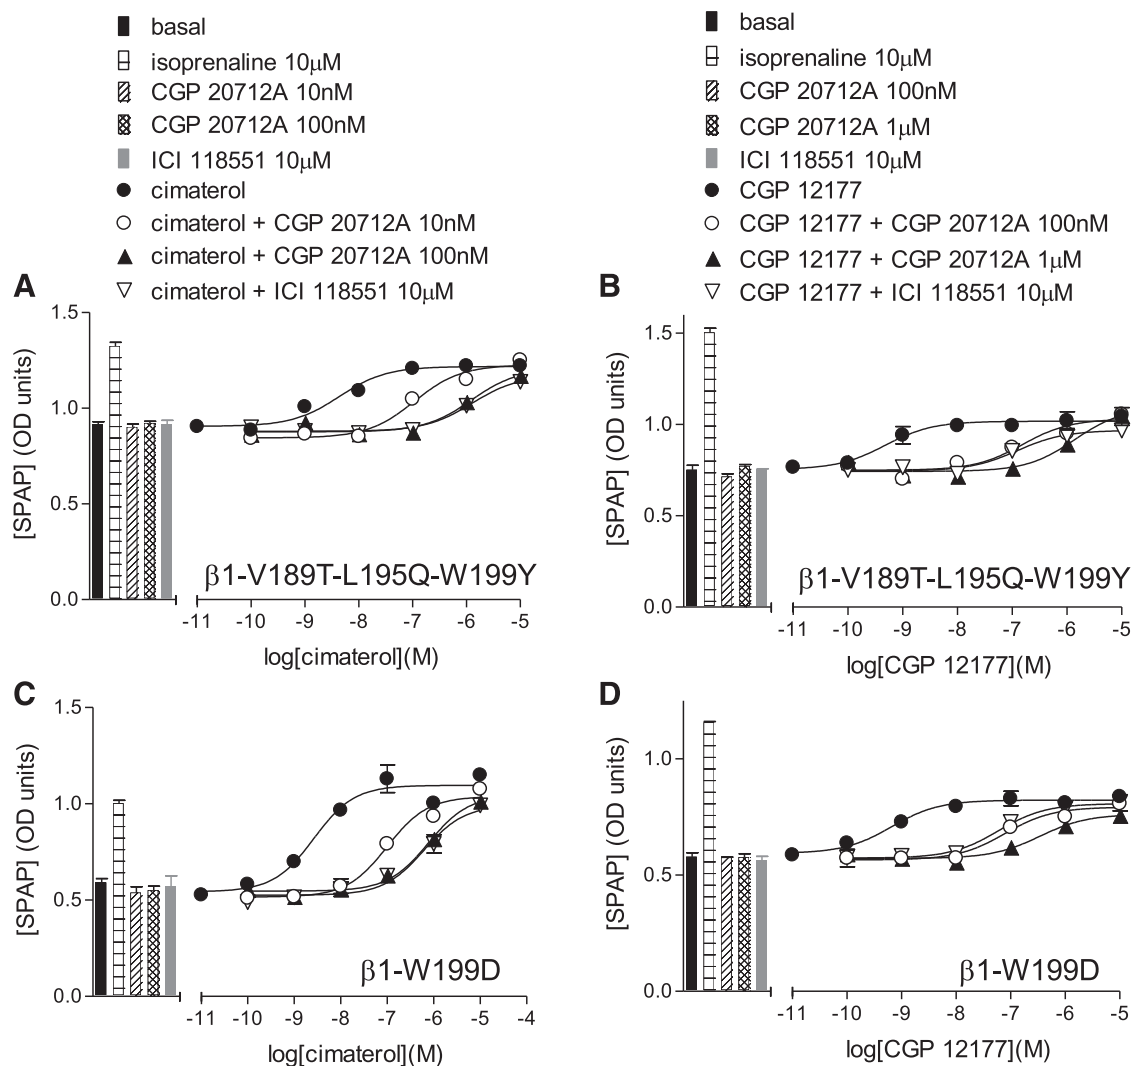 basal
isoprenaline 10μM
CGP 20712A 10nM
CGP 20712A 100nM
ICI 118551 10μM
cimaterol
cimaterol + CGP 20712A 10nM
cimaterol + CGP 20712A 100nM
cimaterol + ICI 118551 10μM
A
1.5
1.0
0.5
0.0
[SPAP] (OD units)
β1-V189T-L195Q-W199Y
-11 -10 -9 -8 -7 -6 -5
log[cimaterol](M)
basal
isoprenaline 10μM
CGP 20712A 100nM
CGP 20712A 1μM
ICI 118551 10μM
CGP 12177
CGP 12177 + CGP 20712A 100nM
CGP 12177 + CGP 20712A 1μM
CGP 12177 + ICI 118551 10μM
B
1.5
1.0
0.5
0.0
[SPAP] (OD units)
β1-V189T-L195Q-W199Y
-11 -10 -9 -8 -7 -6 -5
log[CGP 12177](M)
C
1.5
1.0
0.5
0.0
[SPAP] (OD units)
β1-W199D
-11 -10 -9 -8 -7 -6 -5 -4
log[cimaterol](M)
D
1.0
0.5
0.0
[SPAP] (OD units)
β1-W199D
-11 -10 -9 -8 -7 -6 -5
log[CGP 12177](M)